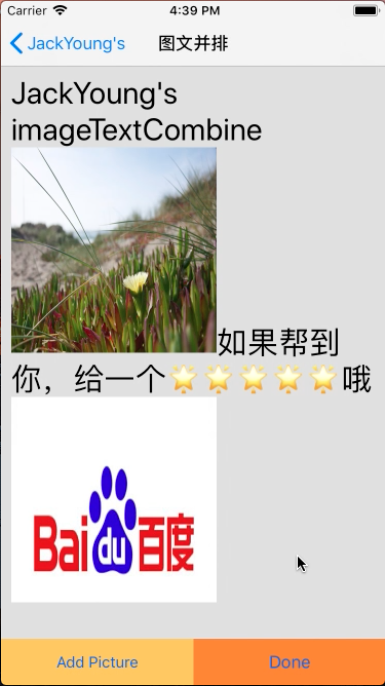 Carrier 4:39 PM
JackYoung's 图文并排
JackYoung's
imageTextCombine
如果帮到
你，给一个🌟🌟🌟🌟🌟哦
Bai du 百度
Add Picture Done